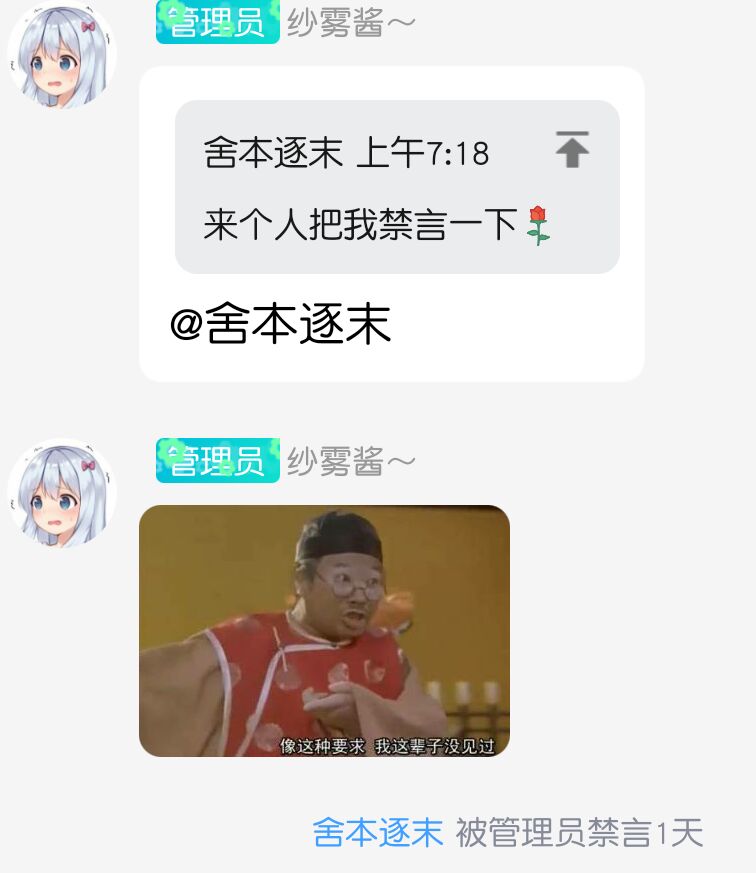 管理员 纱雾酱～
舍本逐末 上午7:18
来个人把我禁言一下
@舍本逐末
管理员 纱雾酱～
像这种要求 我这辈子没见过
舍本逐末 被管理员禁言1天